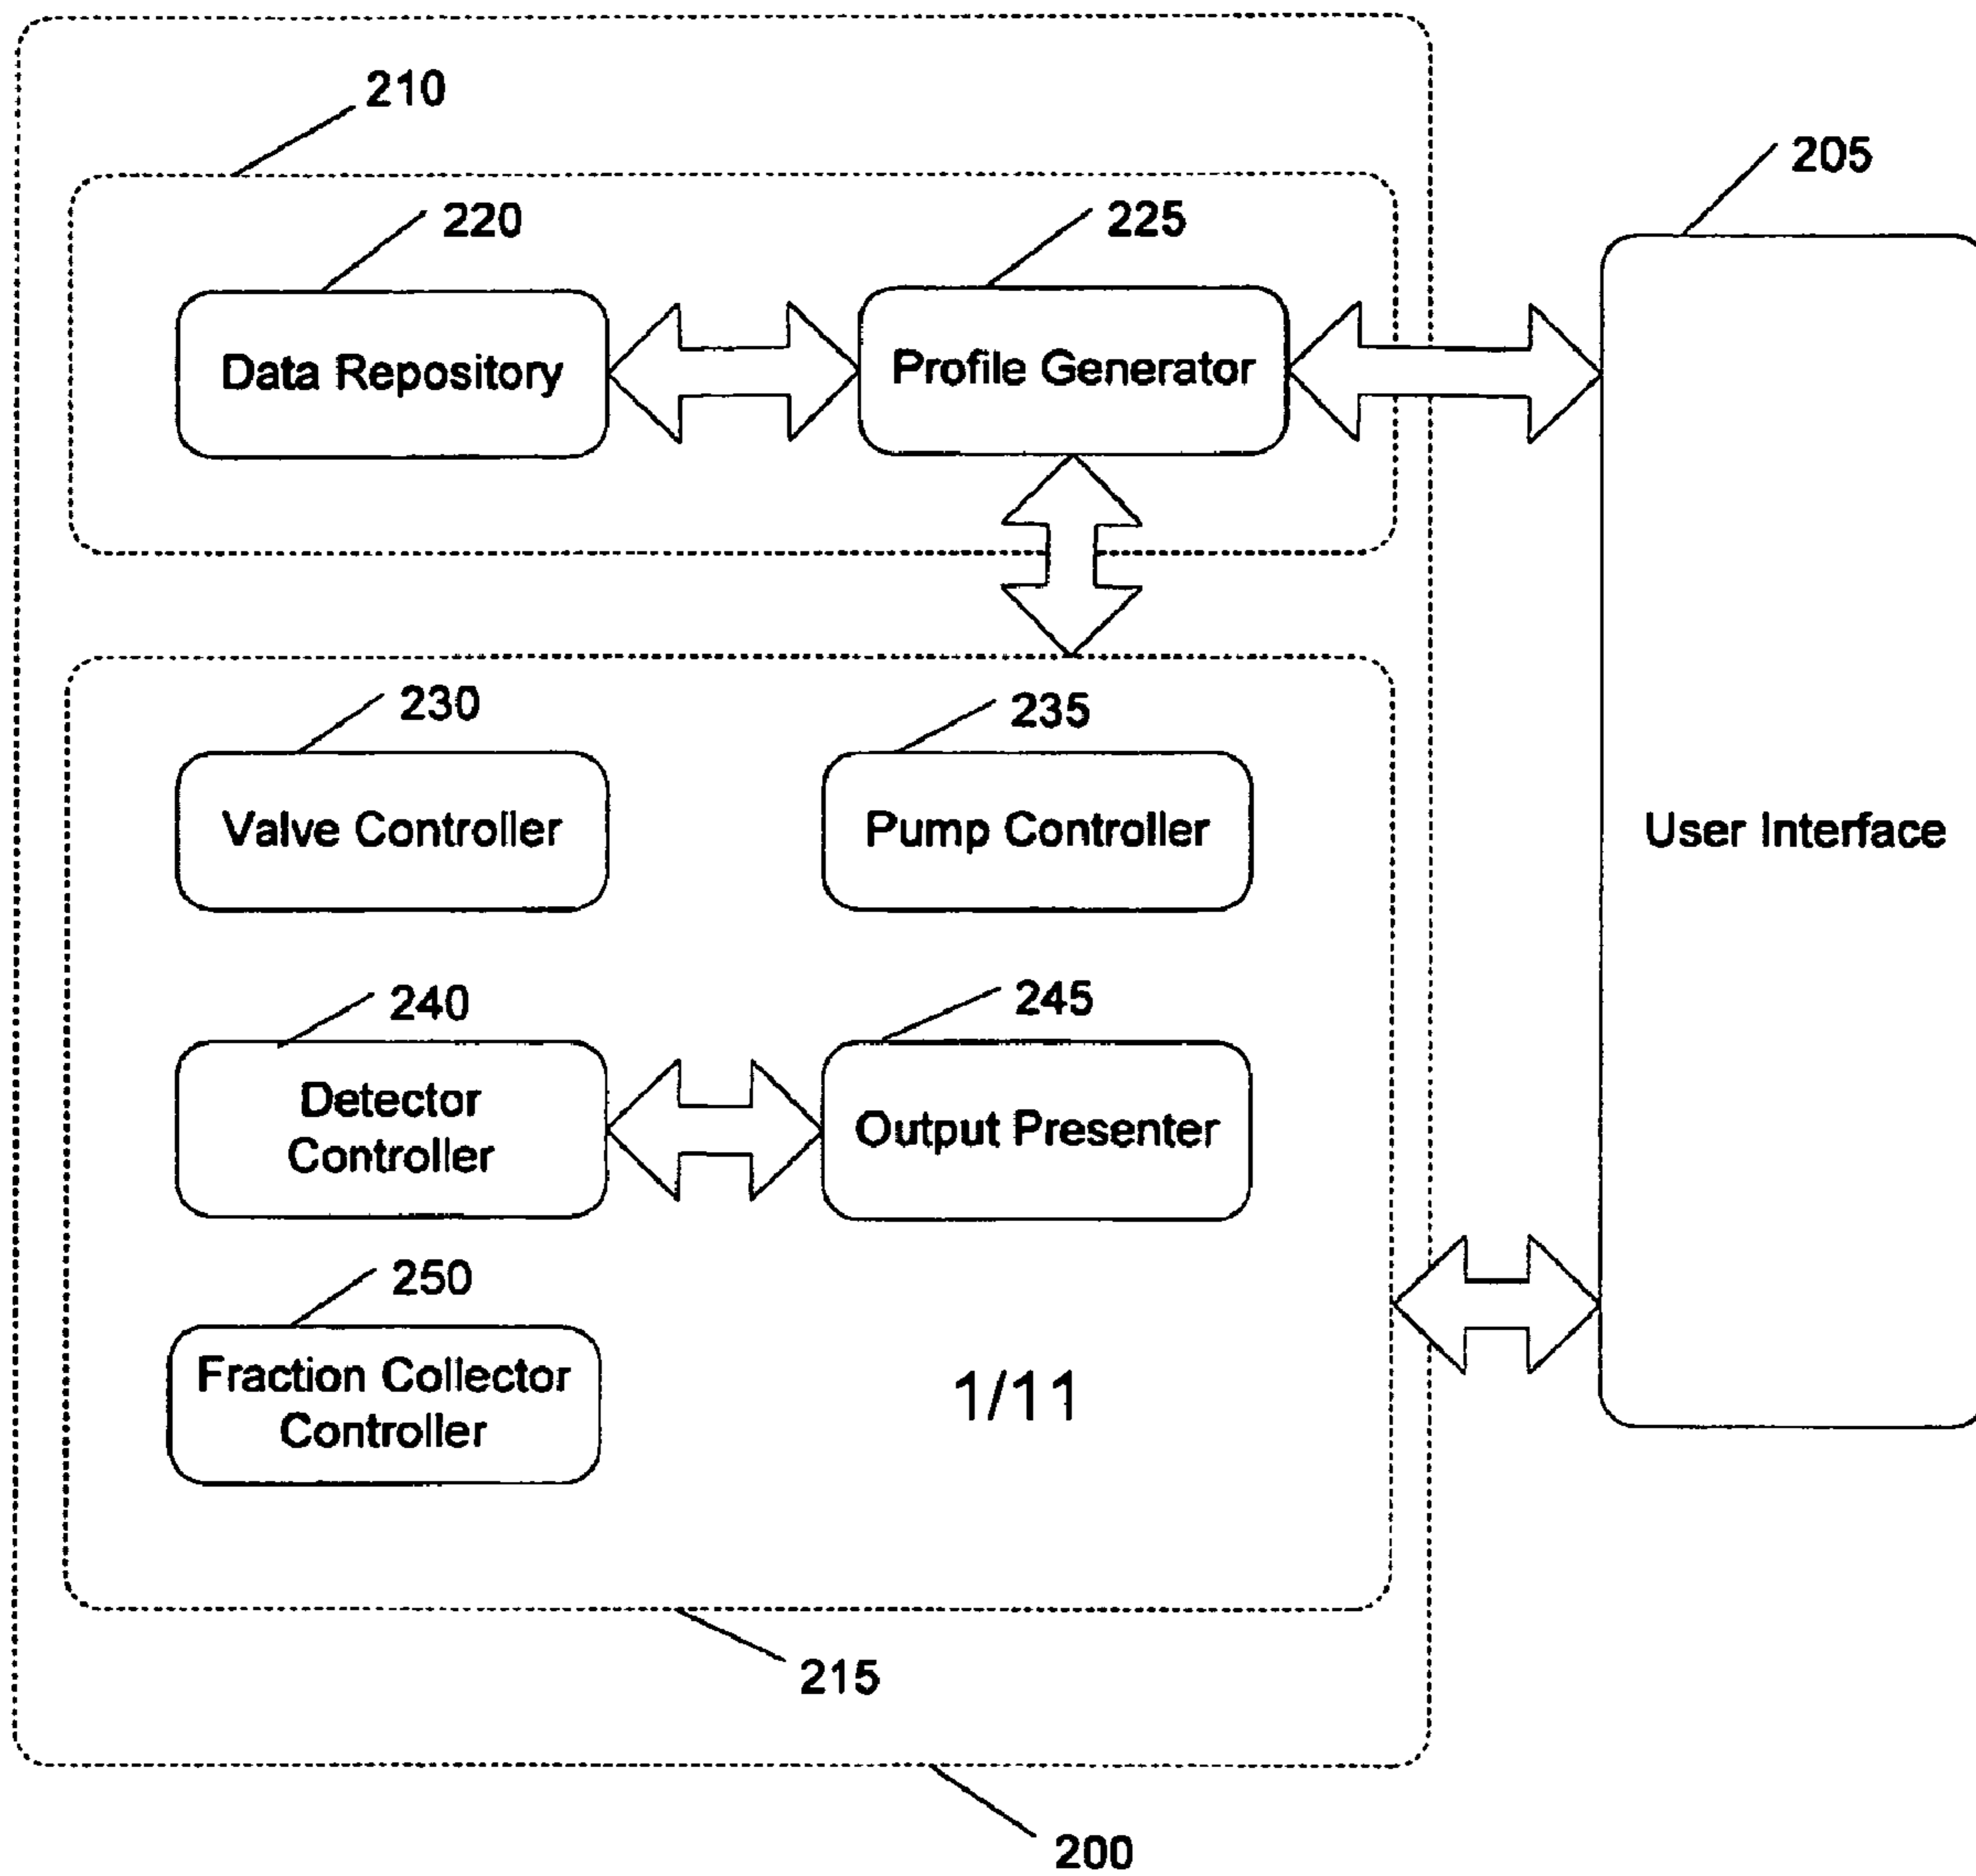 210
205
220
225
Data Repository
Profile Generator
230
235
Valve Controller
Pump Controller
User Interface
240
245
Detector
Controller
Output Presenter
250
Fraction Collector
Controller
1/11
215
200